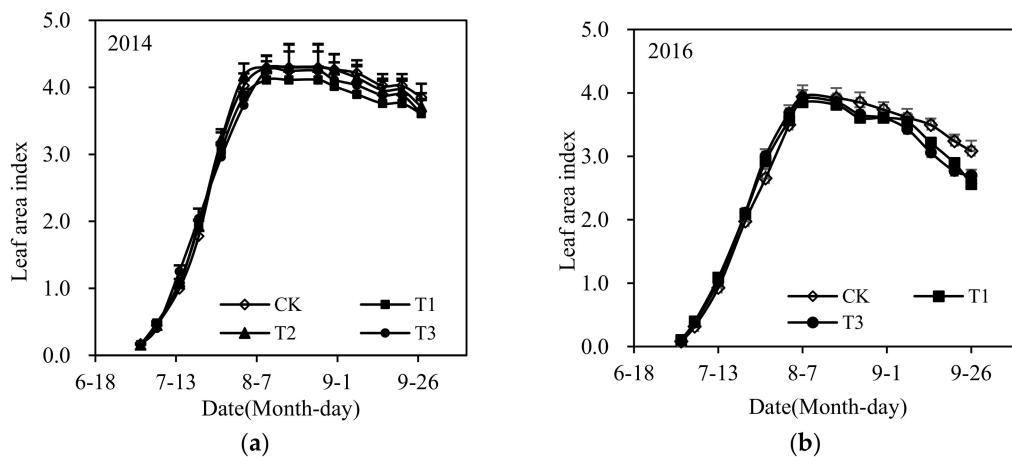 2014
5.0
4.0
3.0
2.0
1.0
0.0
Leaf area index
CK T1
T2 T3
6-18 7-13 8-7 9-1 9-26
Date(Month-day)
(a)
2016
5.0
4.0
3.0
2.0
1.0
0.0
Leaf area index
CK T1
T3
6-18 7-13 8-7 9-1 9-26
Date(Month-day)
(b)